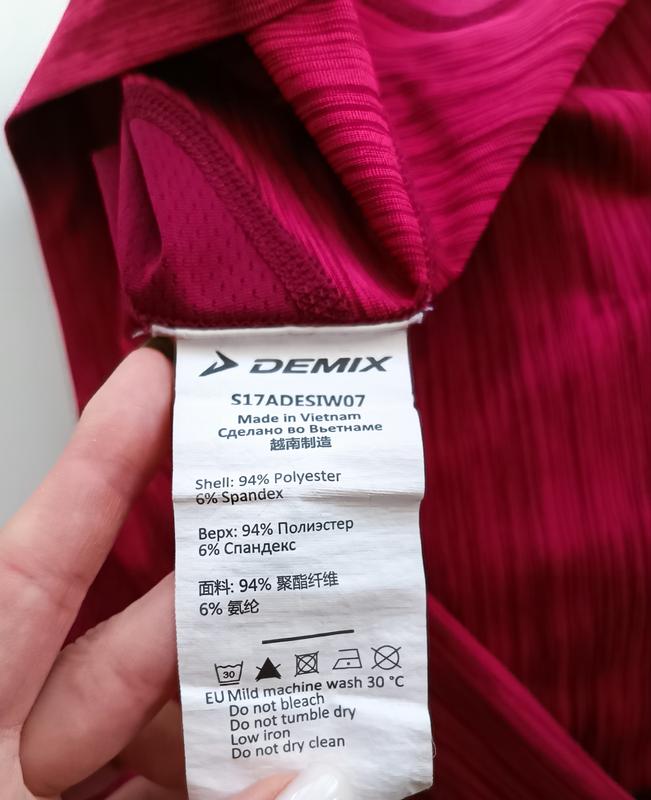 DEMIX
S17ADESIW07
Made in Vietnam
Сделано во Вьетнаме
越南制造
Shell: 94% Polyester
6% Spandex
Верх: 94% Полиэстер
6% Спандекс
面料: 94% 聚酯纤维
6% 氨纶
30
EU Mild machine wash 30 °C
Do not bleach
Do not tumble dry
Low iron
Do not dry clean